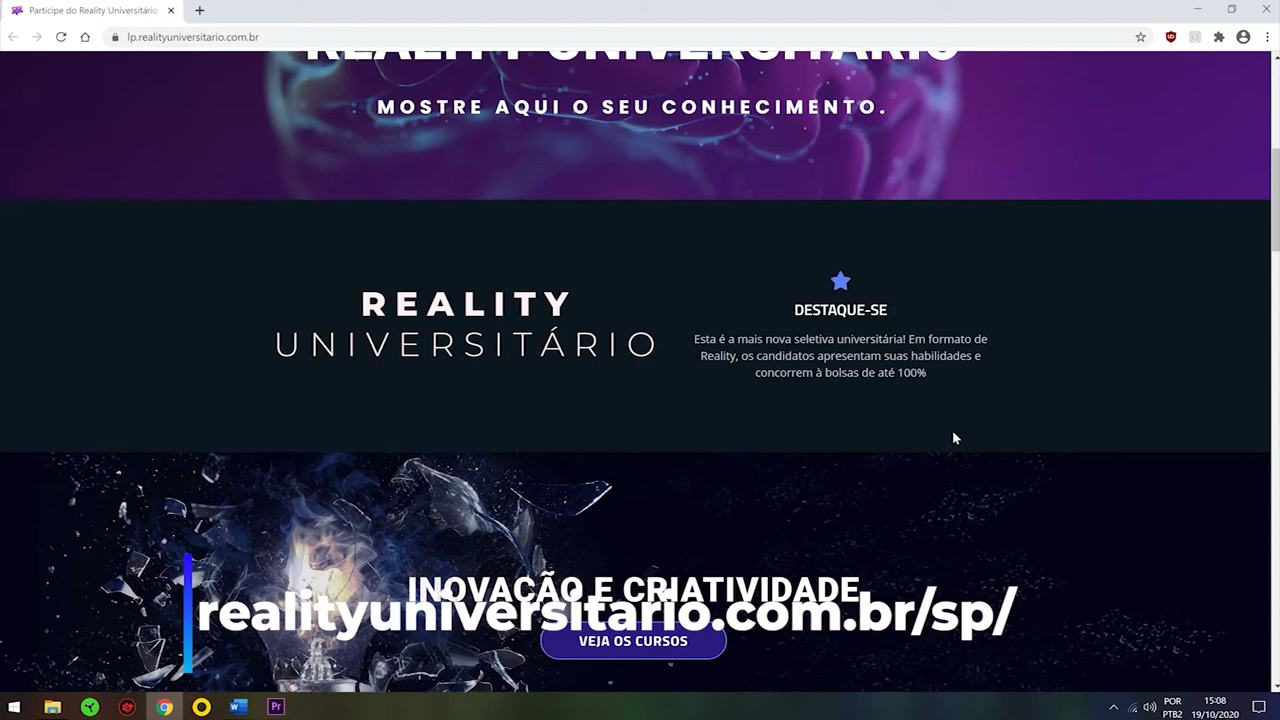 Participe do Reality Universitário
lp.realityuniversitario.com.br
REALITY UNIVERSITÁRIO
MOSTRE AQUI O SEU CONHECIMENTO.
REALITY
UNIVERSITÁRIO
DESTAQUE-SE
Esta é a mais nova seletiva universitária! Em formato de
Reality, os candidatos apresentam suas habilidades e
concorrem à bolsas de até 100%
INOVAÇÃO E CRIATIVIDADE
realityuniversitario.com.br/sp/
VEJA OS CURSOS
POR
PTB2
15:08
19/10/2020